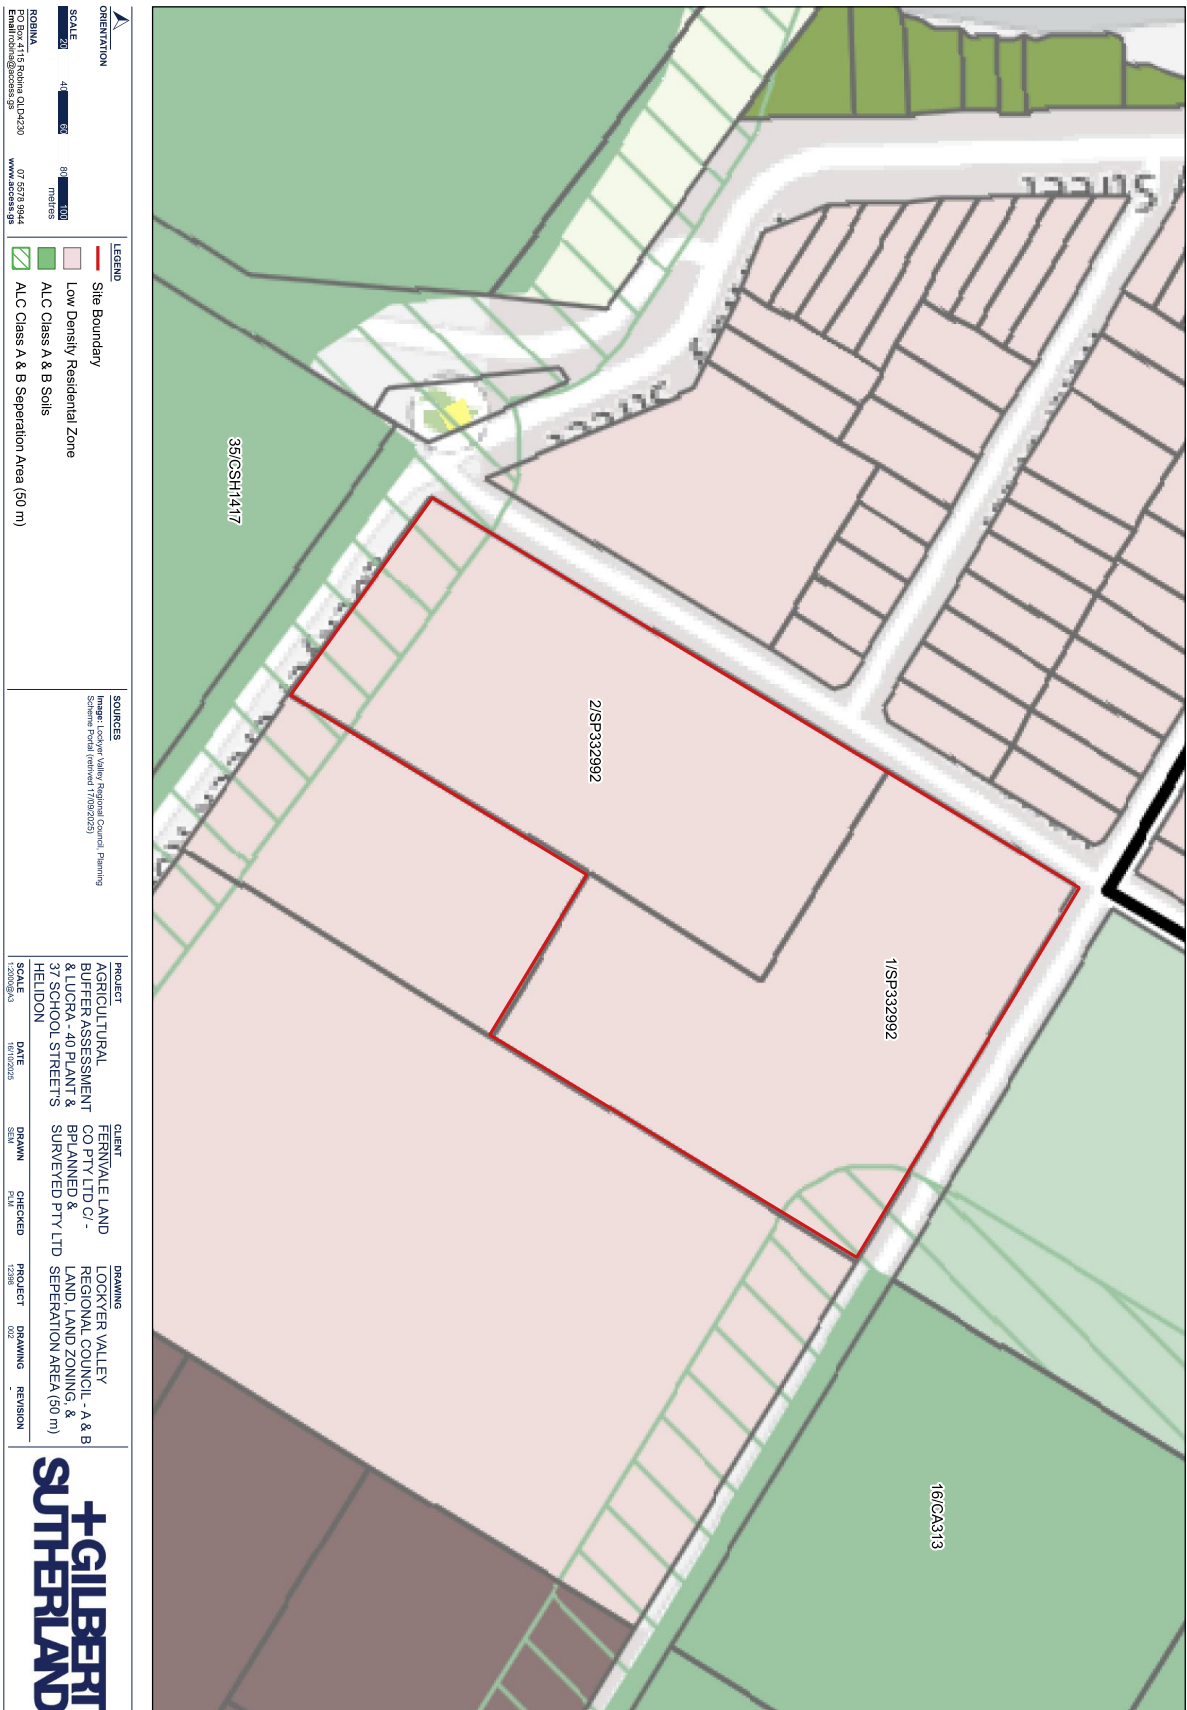 Street
35/CSH1417
2/SP332992
1/SP332992
16/CA313
ORIENTATION
SCALE
20 40 60 80 100
metres
ROBINA
PO Box 4115 Robina QLD4230 07 5578 9944
Email robina@access.gs www.access.gs
LEGEND
Site Boundary
Low Density Residental Zone
ALC Class A & B Soils
ALC Class A & B Seperation Area (50 m)
SOURCES
Image: Lockyer Valley Regional Council, Planning
Scheme Portal (retrived 17/09/2025)
PROJECT
AGRICULTURAL
BUFFER ASSESSMENT
& LUCRA - 40 PLANT &
37 SCHOOL STREET'S
HELIDON
CLIENT
FERNVALE LAND
CO PTY LTD C/ -
BPLANNED &
SURVEYED PTY LTD
DRAWING
LOCKYER VALLEY
REGIONAL COUNCIL - A & B
LAND, LAND ZONING, &
SEPERATION AREA (50 m)
SCALE DATE DRAWN CHECKED PROJECT DRAWING REVISION
1:2000@A3 16/10/2025 SEM PLM 12398 002 -
GILBERT
SUTHERLAND